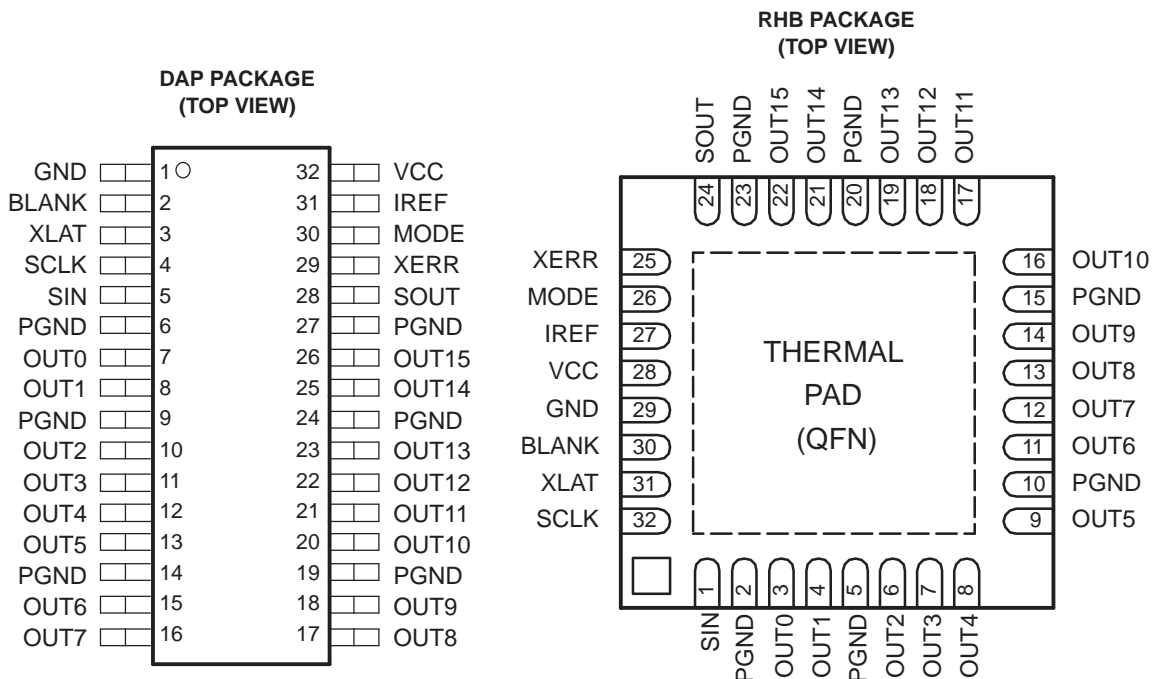 DAP PACKAGE
(TOP VIEW)
GND 1 32 VCC
BLANK 2 31 IREF
XLAT 3 30 MODE
SCLK 4 29 XERR
SIN 5 28 SOUT
PGND 6 27 PGND
OUT0 7 26 OUT15
OUT1 8 25 OUT14
PGND 9 24 PGND
OUT2 10 23 OUT13
OUT3 11 22 OUT12
OUT4 12 21 OUT11
OUT5 13 20 OUT10
PGND 14 19 PGND
OUT6 15 18 OUT9
OUT7 16 17 OUT8
RHB PACKAGE
(TOP VIEW)
SOUT PGND OUT15 OUT14 PGND OUT13 OUT12 OUT11
24 23 22 21 20 19 18 17
XERR 25 16 OUT10
MODE 26 15 PGND
IREF 27 14 OUT9
VCC 28 13 OUT8
GND 29 12 OUT7
BLANK 30 11 OUT6
XLAT 31 10 PGND
SCLK 32 9 OUT5
THERMAL
PAD
(QFN)
1 2 3 4 5 6 7 8
SIN PGND OUT0 OUT1 PGND OUT2 OUT3 OUT4